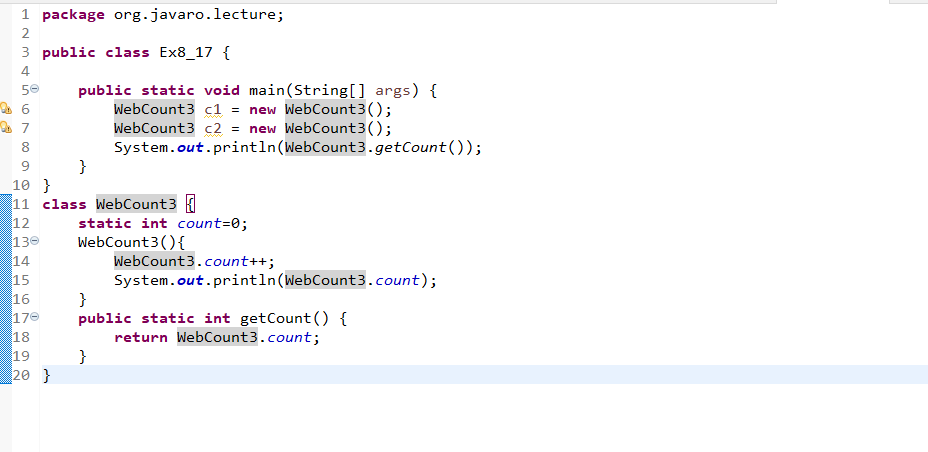 1 package org.javaro.lecture;
2
3 public class Ex8_17 {
4
5     public static void main(String[] args) {
6         WebCount3 c1 = new WebCount3();
7         WebCount3 c2 = new WebCount3();
8         System.out.println(WebCount3.getCount());
9     }
10 }
11 class WebCount3 {
12     static int count=0;
13     WebCount3(){
14         WebCount3.count++;
15         System.out.println(WebCount3.count);
16     }
17     public static int getCount() {
18         return WebCount3.count;
19     }
20 }